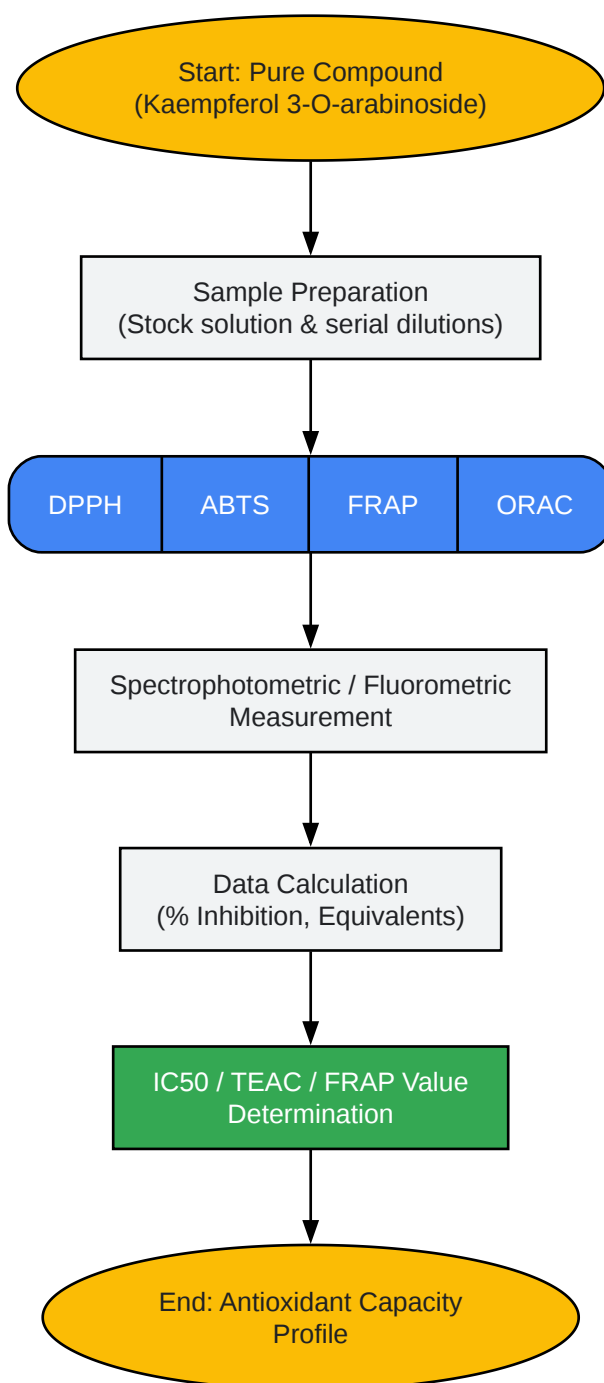 Start: Pure Compound
(Kaempferol 3-O-arabinoside)
Sample Preparation
(Stock solution & serial dilutions)
DPPH ABTS FRAP ORAC
Spectrophotometric / Fluorometric
Measurement
Data Calculation
(% Inhibition, Equivalents)
IC50 / TEAC / FRAP Value
Determination
End: Antioxidant Capacity
Profile